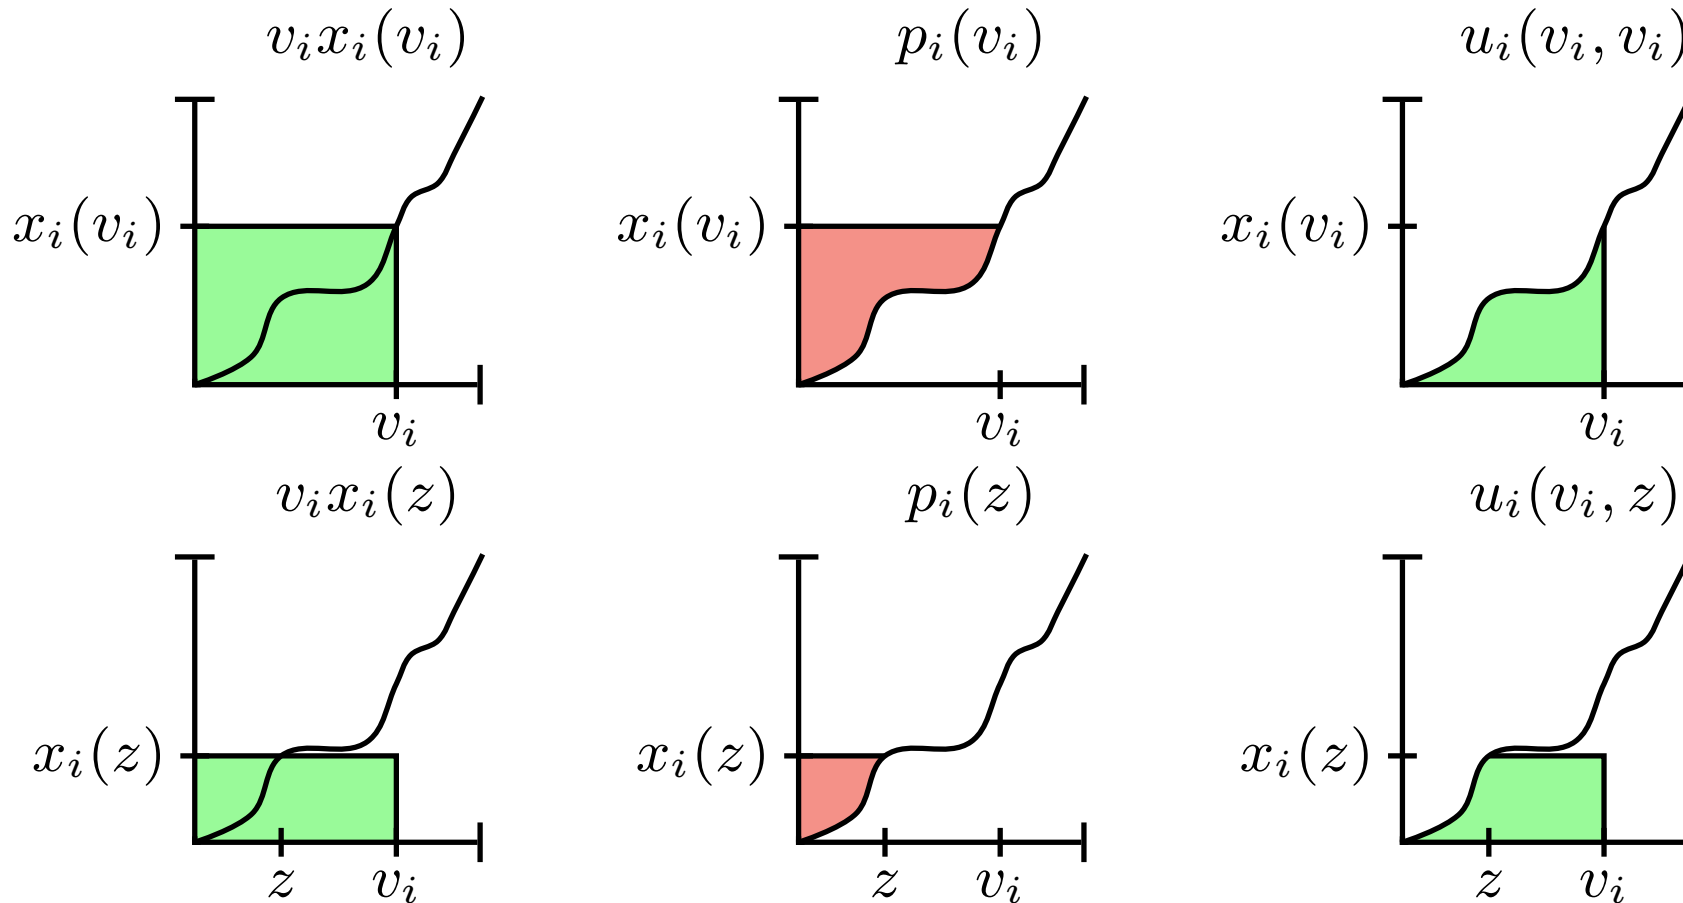 v_i x_i(v_i)
p_i(v_i)
u_i(v_i, v_i)
x_i(v_i)
x_i(v_i)
x_i(v_i)
v_i
v_i
v_i
v_i x_i(z)
p_i(z)
u_i(v_i, z)
x_i(z)
x_i(z)
x_i(z)
z
v_i
z
v_i
z
v_i